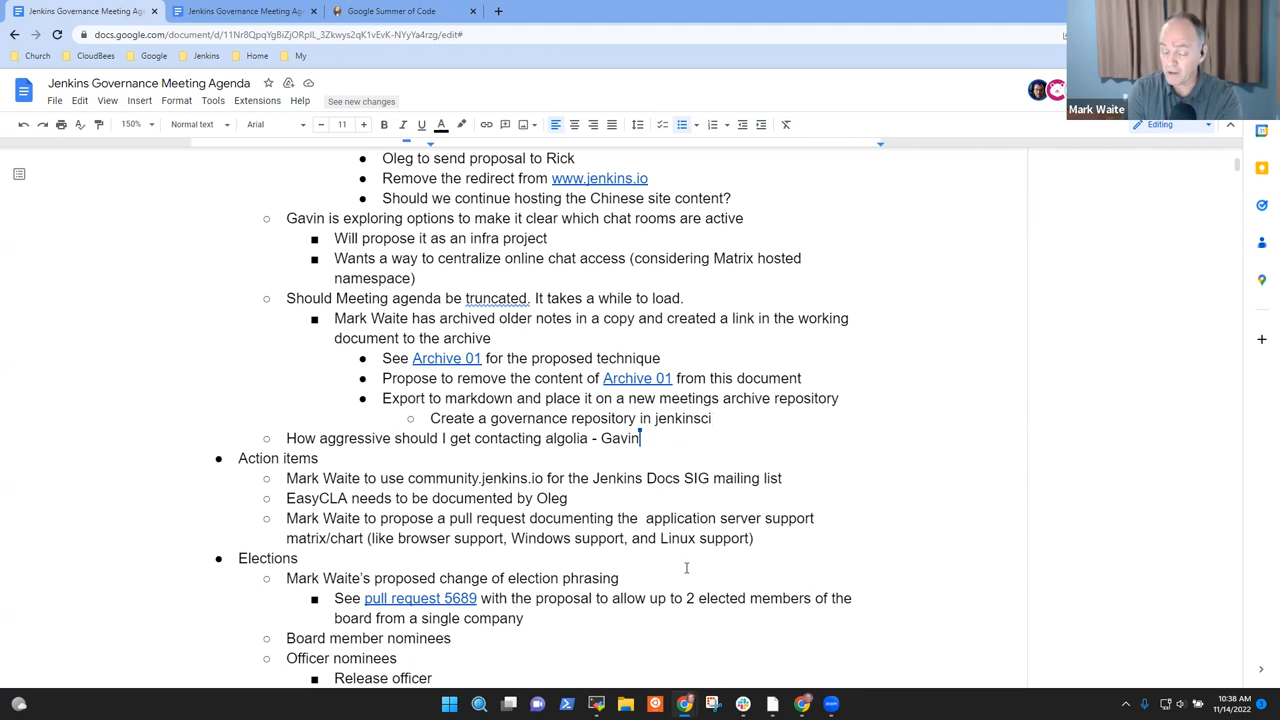 Jenkins Governance Meeting Age
Jenkins Governance Meeting Age
Google Summer of Code
docs.google.com/document/d/11Nr8QpqYgBiZjORpIL_3Zkwys2qK1vEvK-NYyYa4rzg/edit#
Church
CloudBees
Google
Jenkins
Home
My
Jenkins Governance Meeting Agenda
File Edit View Insert Format Tools Extensions Help See new changes
Mark Waite
150% Normal text Arial 11 Editing
Oleg to send proposal to Rick
Remove the redirect from www.jenkins.io
Should we continue hosting the Chinese site content?
Gavin is exploring options to make it clear which chat rooms are active
Will propose it as an infra project
Wants a way to centralize online chat access (considering Matrix hosted
namespace)
Should Meeting agenda be truncated. It takes a while to load.
Mark Waite has archived older notes in a copy and created a link in the working
document to the archive
See Archive 01 for the proposed technique
Propose to remove the content of Archive 01 from this document
Export to markdown and place it on a new meetings archive repository
Create a governance repository in jenkinsci
How aggressive should I get contacting algolia - Gavin
Action items
Mark Waite to use community.jenkins.io for the Jenkins Docs SIG mailing list
EasyCLA needs to be documented by Oleg
Mark Waite to propose a pull request documenting the application server support
matrix/chart (like browser support, Windows support, and Linux support)
Elections
Mark Waite's proposed change of election phrasing
See pull request 5689 with the proposal to allow up to 2 elected members of the
board from a single company
Board member nominees
Officer nominees
Release officer
10:38 AM
11/14/2022